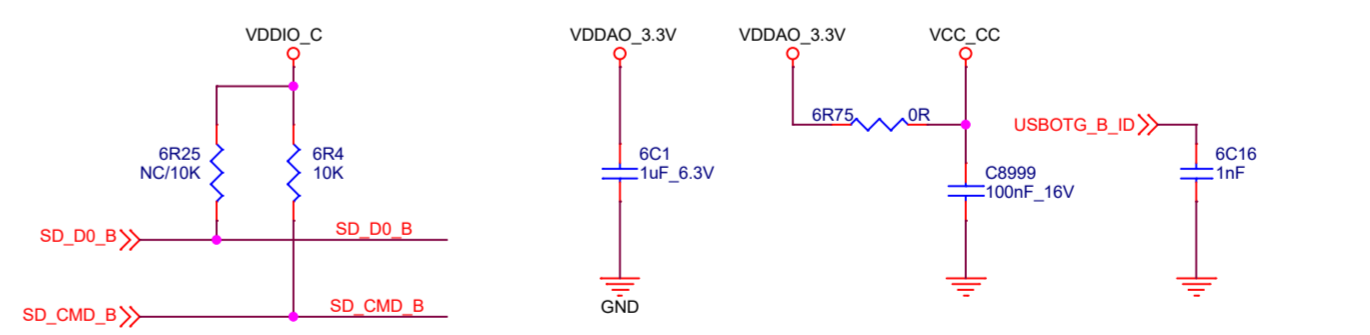 VDDIO_C
VDDAO_3.3V
VDDAO_3.3V
VCC_CC
6R75
0R
USBOTG_B_ID
6R25
NC/10K
6R4
10K
6C1
1uF_6.3V
C8999
100nF_16V
6C16
1nF
SD_D0_B
SD_D0_B
SD_CMD_B
SD_CMD_B
GND